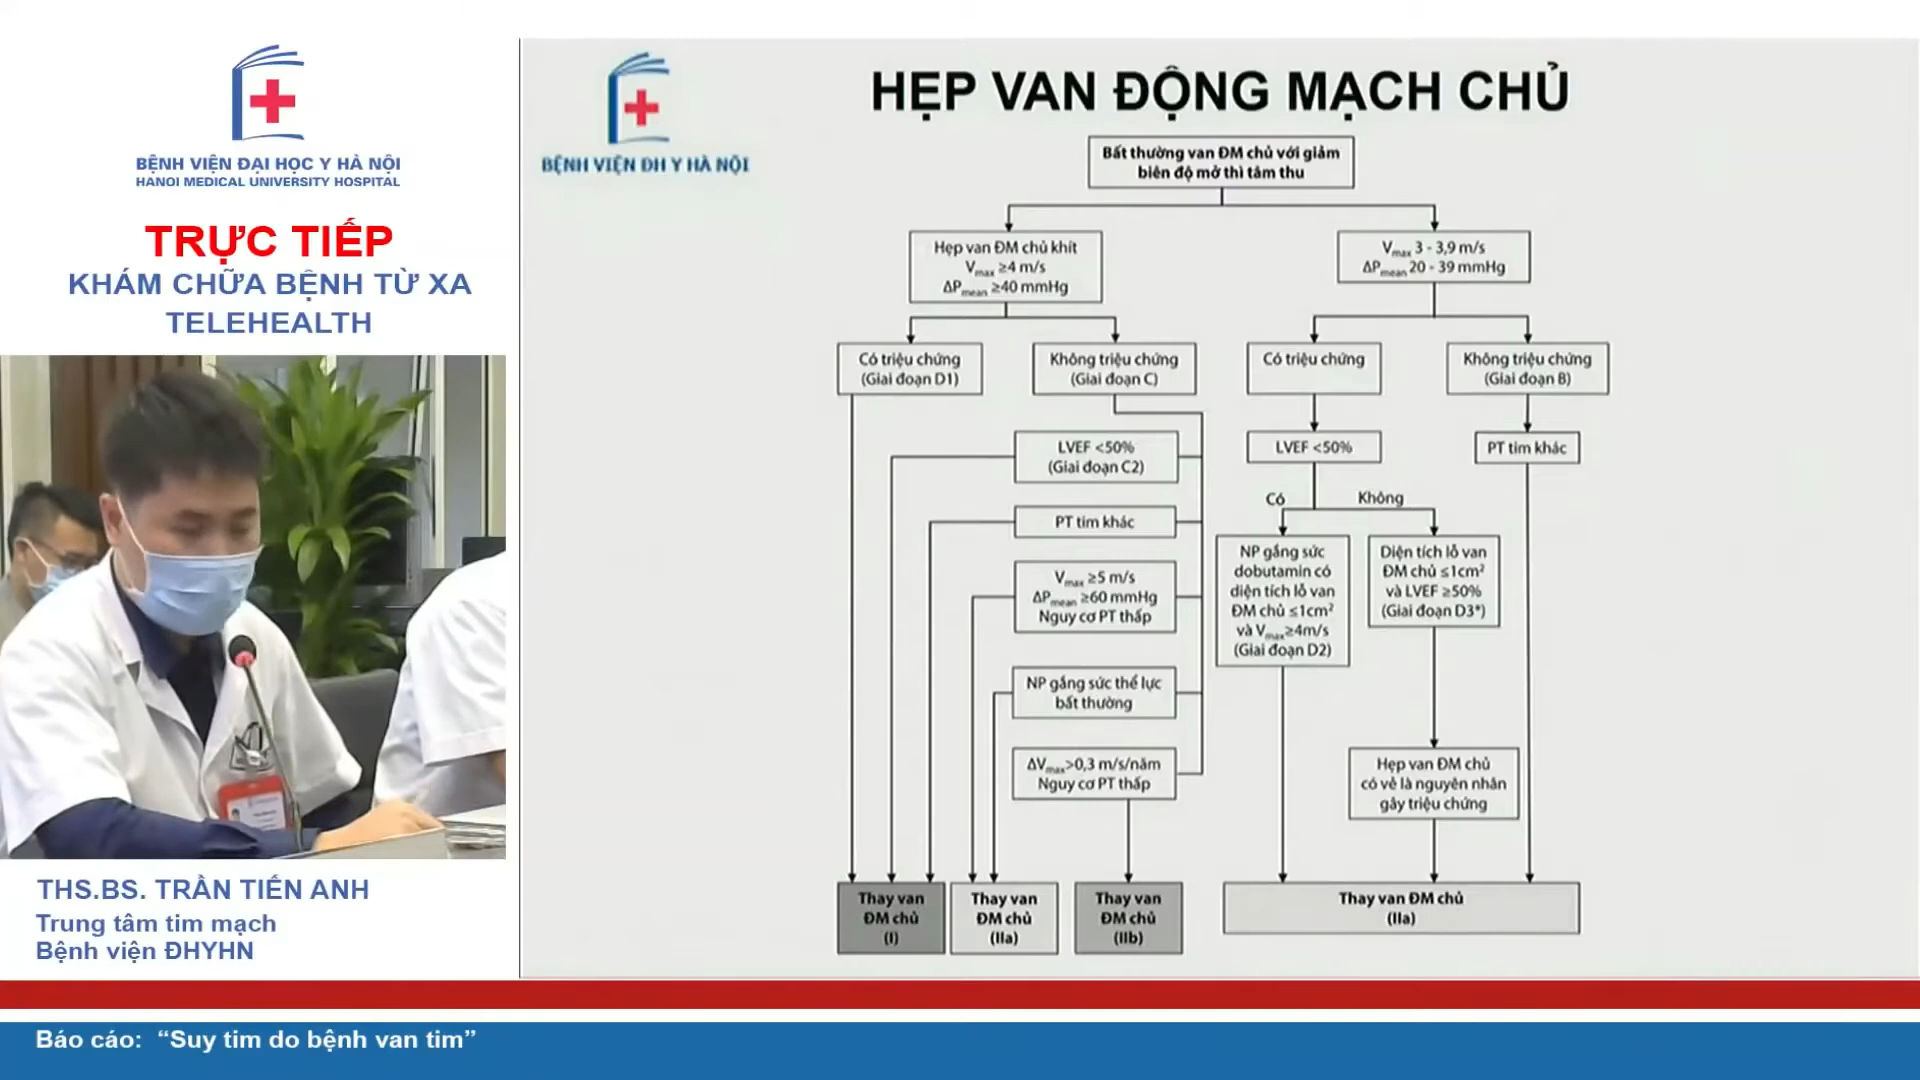 BỆNH VIỆN ĐẠI HỌC Y HÀ NỘI
HANOI MEDICAL UNIVERSITY HOSPITAL
TRỰC TIẾP
KHÁM CHỮA BỆNH TỪ XA
TELEHEALTH
THS.BS. TRẦN TIẾN ANH
Trung tâm tim mạch
Bệnh viện ĐHYHN
BỆNH VIỆN ĐH Y HÀ NỘI
HẸP VAN ĐỘNG MẠCH CHỦ
Bất thường van ĐM chủ với giảm
biên độ mở thì tâm thu
Hẹp van ĐM chủ khít
Vmax ≥4 m/s
ΔPmean ≥40 mmHg
Vmax 3 - 3,9 m/s
ΔPmean 20 - 39 mmHg
Có triệu chứng
(Giai đoạn D1)
Không triệu chứng
(Giai đoạn C)
Có triệu chứng
Không triệu chứng
(Giai đoạn B)
LVEF <50%
(Giai đoạn C2)
LVEF <50%
PT tim khác
Có
Không
PT tim khác
Vmax ≥5 m/s
ΔPmean ≥60 mmHg
Nguy cơ PT thấp
NP gắng sức
dobutamin có
diện tích lỗ van
ĐM chủ ≤1cm²
và Vmax≥4m/s
(Giai đoạn D2)
Diện tích lỗ van
ĐM chủ ≤1cm²
và LVEF ≥50%
(Giai đoạn D3*)
NP gắng sức thể lực
bất thường
ΔVmax>0,3 m/s/năm
Nguy cơ PT thấp
Hẹp van ĐM chủ
có vẻ là nguyên nhân
gây triệu chứng
Thay van
ĐM chủ
(I)
Thay van
ĐM chủ
(IIa)
Thay van
ĐM chủ
(IIb)
Thay van ĐM chủ
(IIa)
Báo cáo: “Suy tim do bệnh van tim”